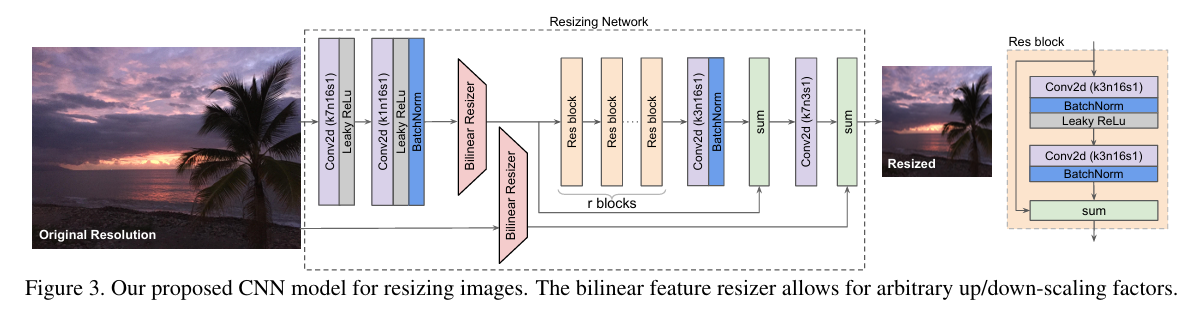 Resizing Network
Original Resolution
Conv2d (k7n16s1)
Leaky ReLu
Conv2d (k1n16s1)
Leaky ReLu
BatchNorm
Bilinear Resizer
Bilinear Resizer
Res block
Res block
...
Res block
r blocks
Conv2d (k3n16s1)
BatchNorm
sum
Conv2d (k7n3s1)
sum
Resized
Res block
Conv2d (k3n16s1)
BatchNorm
Leaky ReLu
Conv2d (k3n16s1)
BatchNorm
sum
Figure 3. Our proposed CNN model for resizing images. The bilinear feature resizer allows for arbitrary up/down-scaling factors.